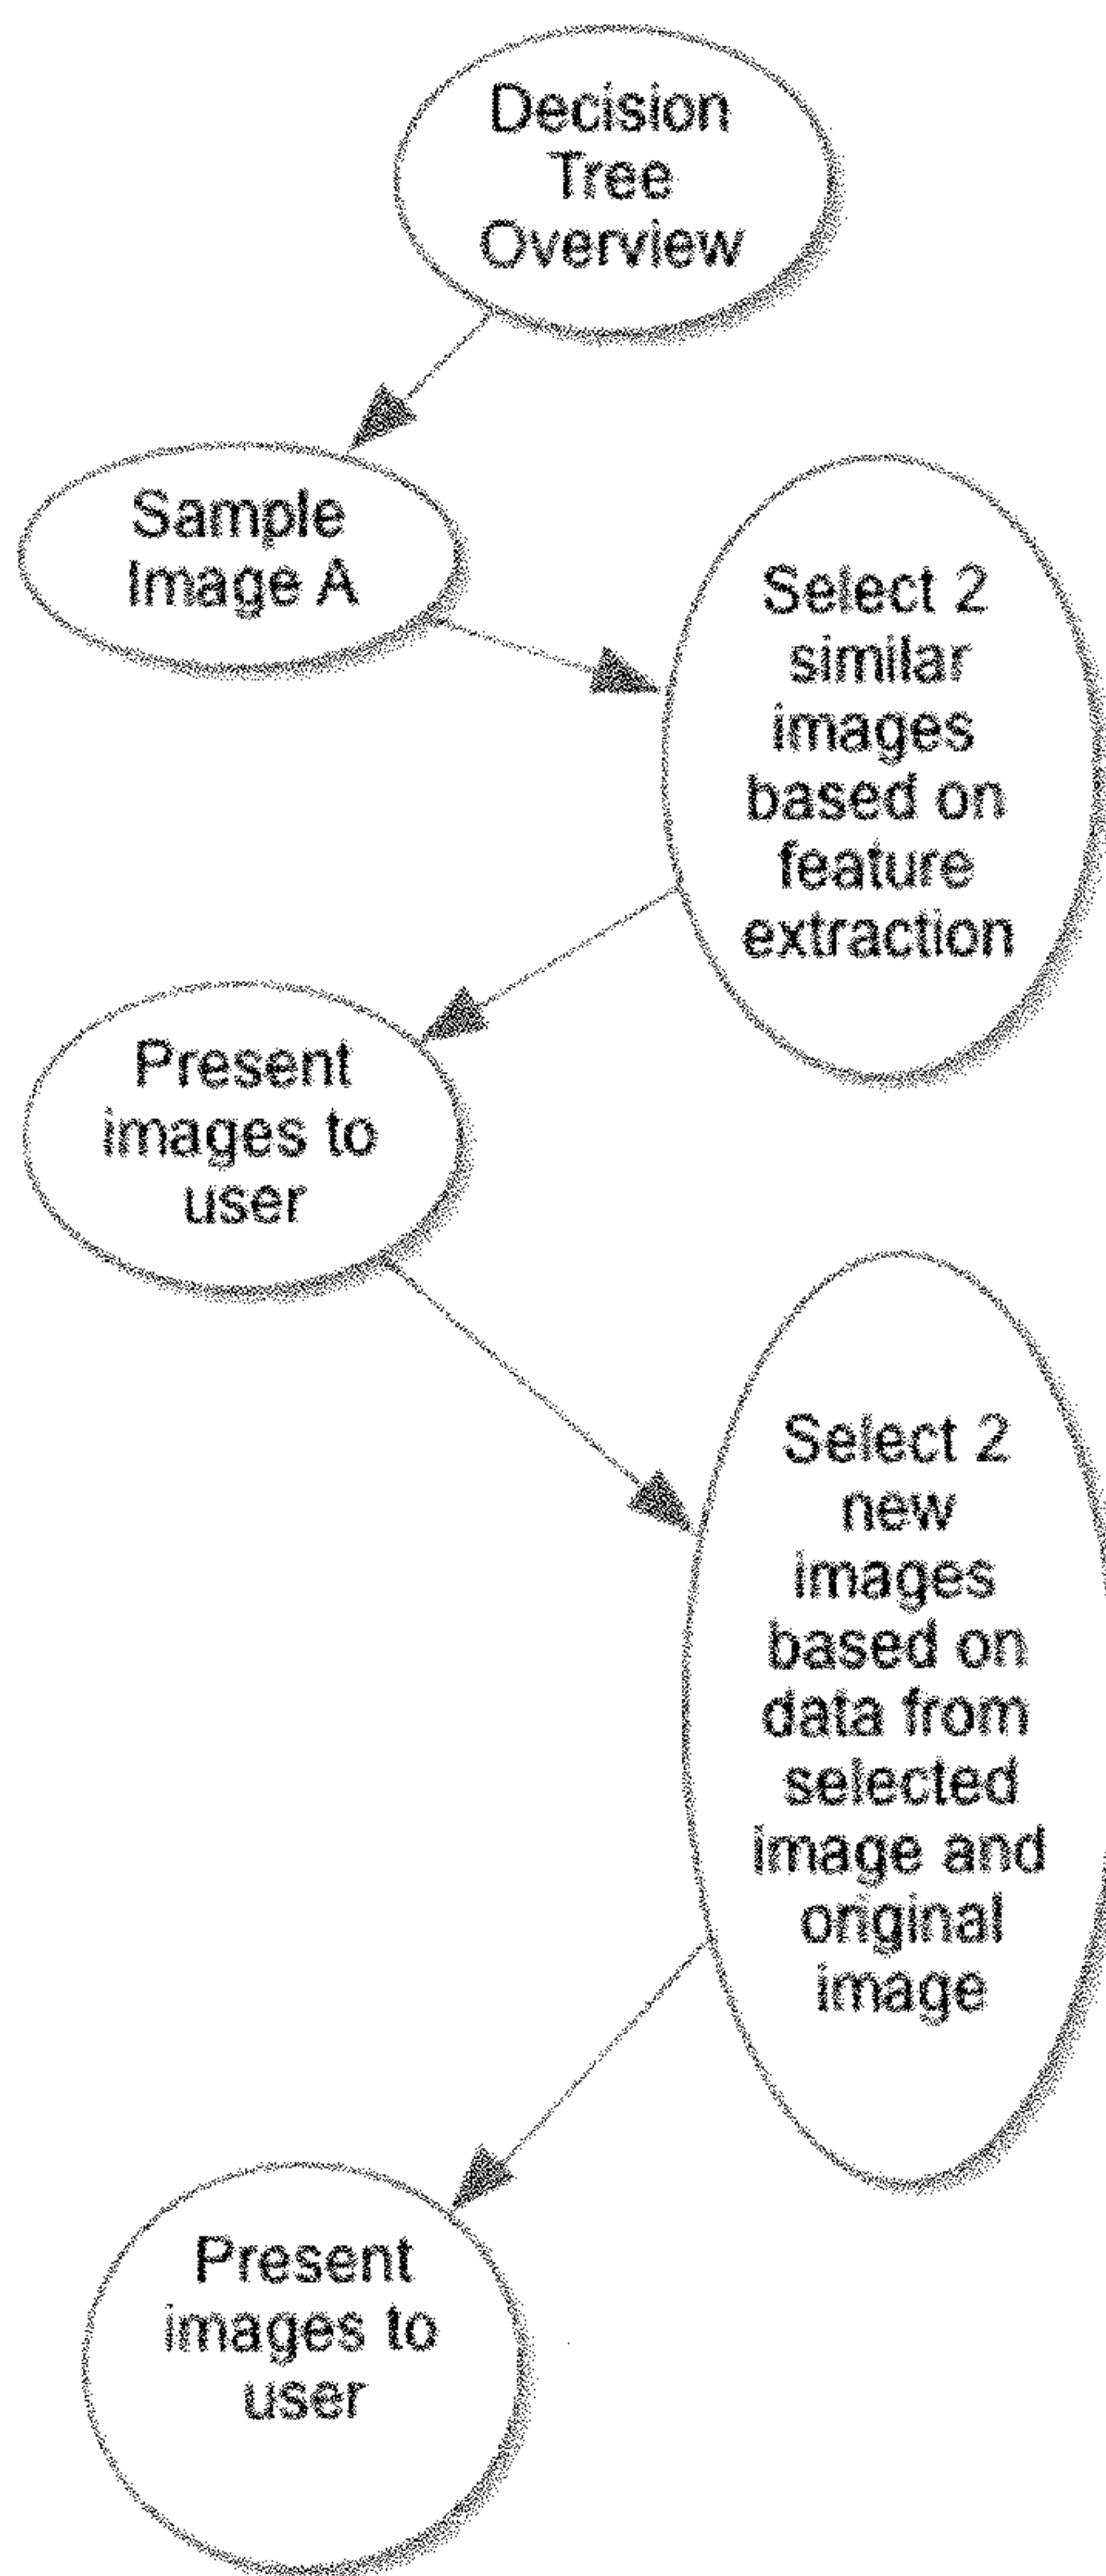 Decision
Tree
Overview
Sample
Image A
Select 2
similar
images
based on
feature
extraction
Present
images to
user
Select 2
new
images
based on
data from
selected
image and
original
image
Present
images to
user